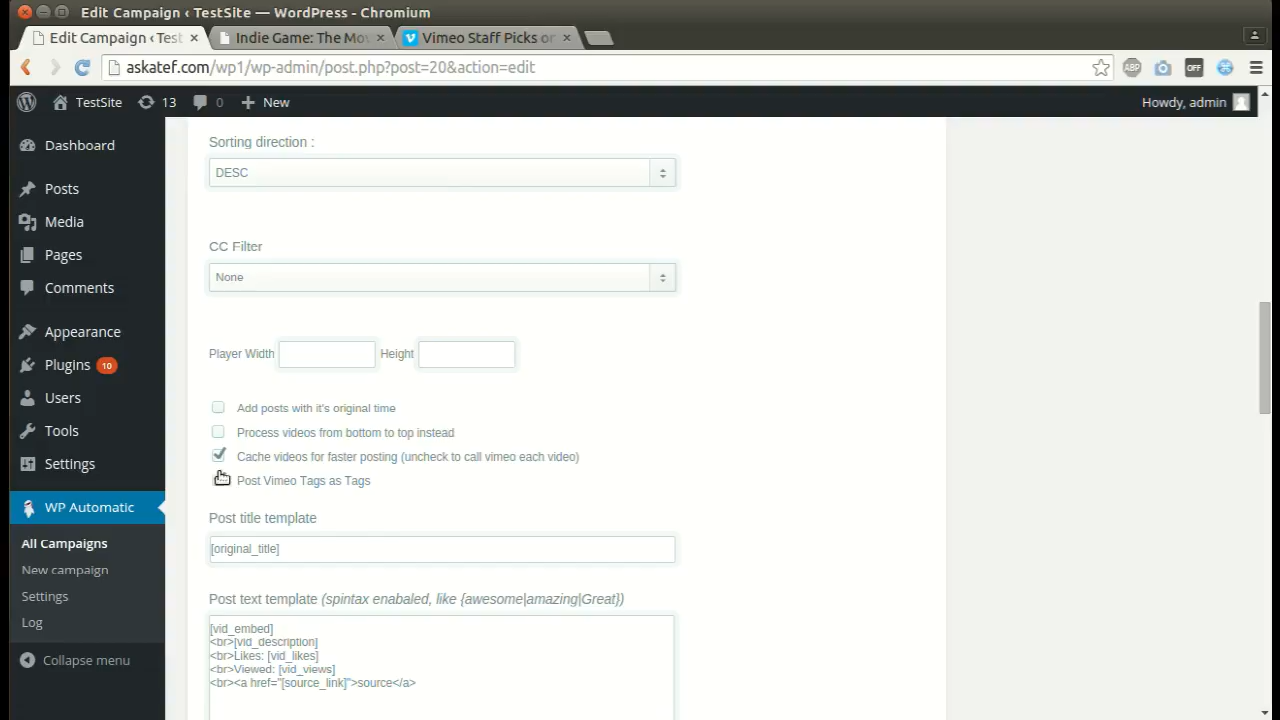 Edit Campaign ‹ TestSite — WordPress - Chromium
Edit Campaign ‹ Test
Indie Game: The Mov
Vimeo Staff Picks on
askatef.com/wp1/wp-admin/post.php?post=20&action=edit
ABP
OFF
TestSite
13
0
New
Howdy, admin
Dashboard
Posts
Media
Pages
Comments
Appearance
Plugins 10
Users
Tools
Settings
WP Automatic
All Campaigns
New campaign
Settings
Log
Collapse menu
Sorting direction :
DESC
CC Filter
None
Player Width
Height
Add posts with it's original time
Process videos from bottom to top instead
Cache videos for faster posting (uncheck to call vimeo each video)
Post Vimeo Tags as Tags
Post title template
[original_title]
Post text template (spintax enabaled, like {awesome|amazing|Great})
[vid_embed]
<br>[vid_description]
<br>Likes: [vid_likes]
<br>Viewed: [vid_views]
<br><a href="[source_link]">source</a>